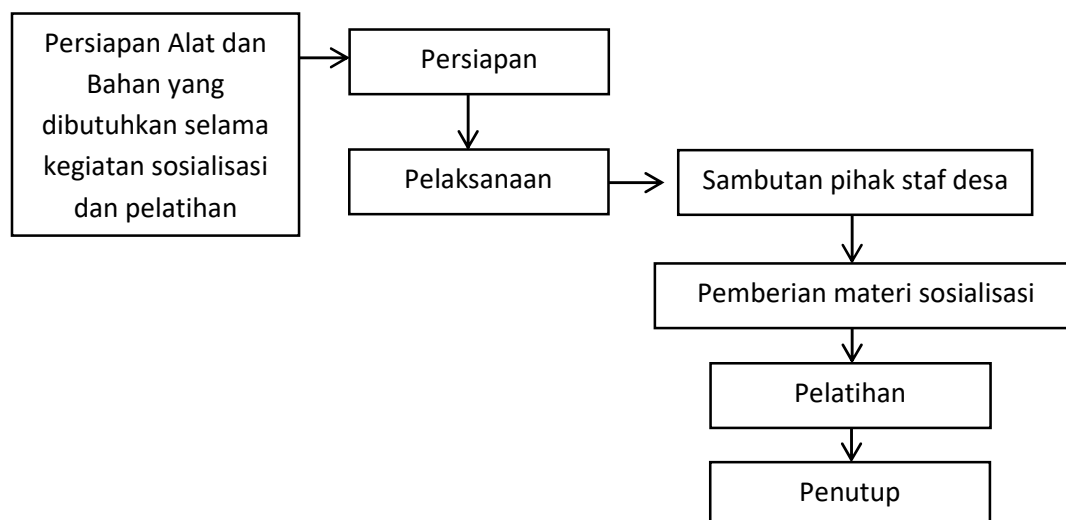 Persiapan Alat dan
Bahan yang
dibutuhkan selama
kegiatan sosialisasi
dan pelatihan
Persiapan
Pelaksanaan
Sambutan pihak staf desa
Pemberian materi sosialisasi
Pelatihan
Penutup